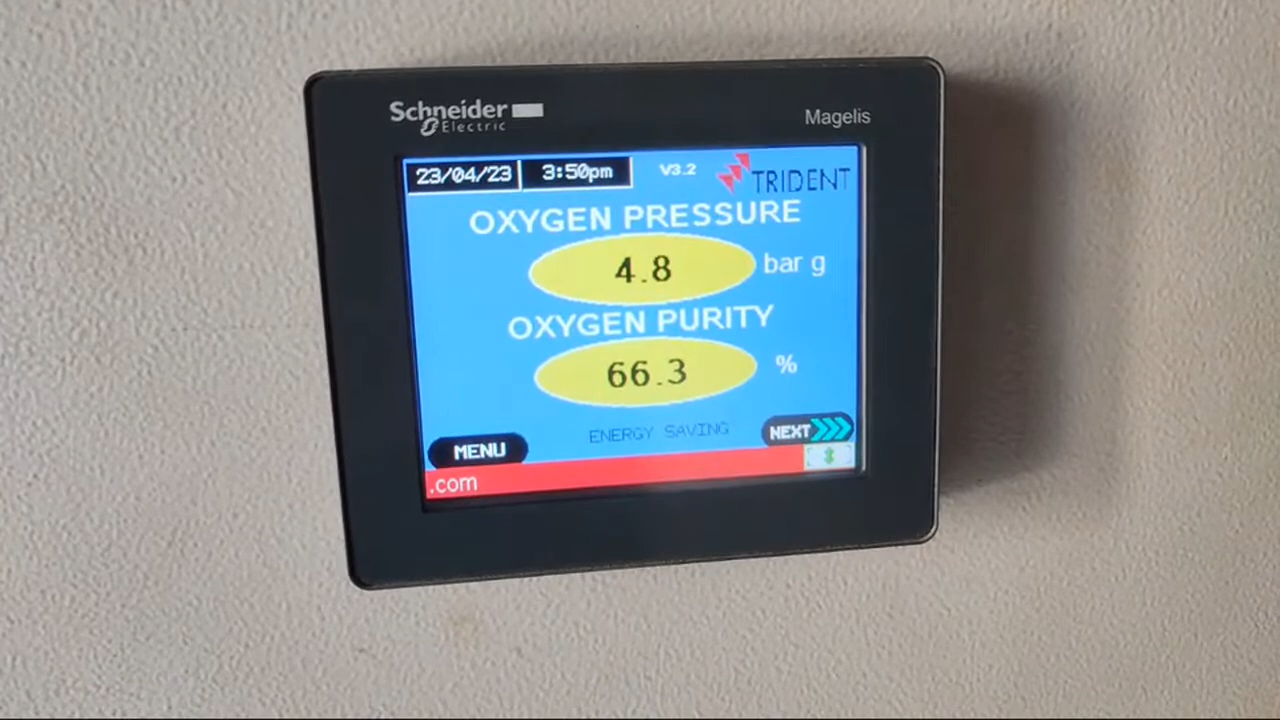 Schneider
Electric
Magelis
23/04/23 3:50pm V3.2 TRIDENT
OXYGEN PRESSURE
4.8 bar g
OXYGEN PURITY
66.3 %
ENERGY SAVING
MENU NEXT
.com